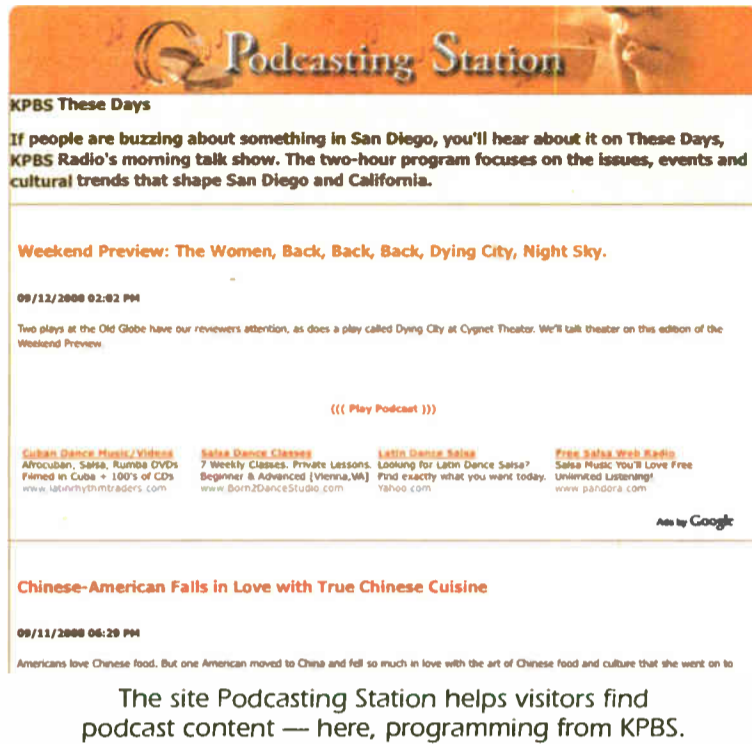 Podcasting Station
KPBS These Days
If people are buzzing about something in San Diego, you'll hear about it on These Days,
KPBS Radio's morning talk show. The two-hour program focuses on the issues, events and
cultural trends that shape San Diego and California.
Weekend Preview: The Women, Back, Back, Back, Dying City, Night Sky.
09/12/2008 02:02 PM
Two plays at the Old Globe have our reviewers attention, as does a play called Dying City at Cygnet Theater. We'll talk theater on this edition of the
Weekend Preview.
((( Play Podcast )))
Cuban Dance Music/Videos
Afrocuban, Salsa, Rumba DVDs
Filmed in Cuba + 100's of CDs
www.latinrhythmtraders.com
Salsa Dance Classes
7 Weekly Classes. Private Lessons.
Beginner & Advanced [Vienna,VA]
www.Born2DanceStudio.com
Latin Dance Salsa
Looking for Latin Dance Salsa?
Find exactly what you want today.
Yahoo.com
Free Salsa Web Radio
Salsa Music You'll Love Free
Unlimited Listening!
www.pandora.com
Ads by Google
Chinese-American Falls in Love with True Chinese Cuisine
09/11/2008 06:29 PM
Americans love Chinese food. But one American moved to China and fell so much in love with the art of Chinese food and culture that she went on to
The site Podcasting Station helps visitors find
podcast content — here, programming from KPBS.